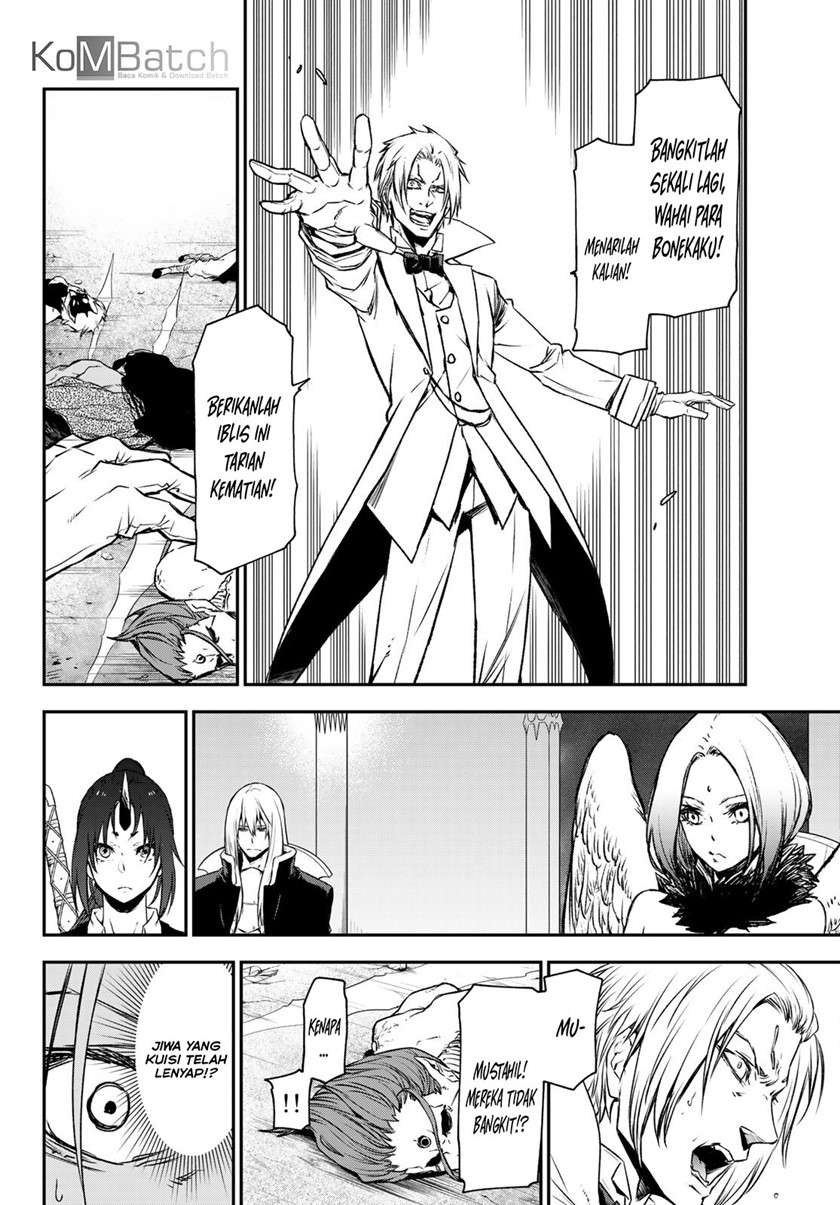 KoMBatch
Baca Komik & Download Batch
BANGKITLAH
SEKALI LAGI,
WAHAI PARA
BONEKAKU!
MENARILAH
KALIAN!
BERIKANLAH
IBLIS INI
TARIAN
KEMATIAN!
MU-
MUSTAHIL!
MEREKA TIDAK
BANGKIT!?
KENAPA
...
!!
JIWA YANG
KUISI TELAH
LENYAP!?